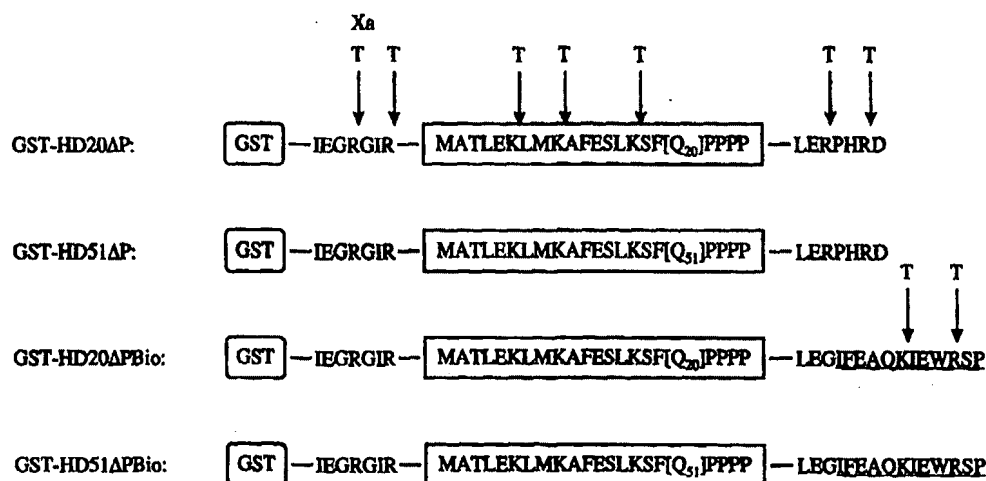 Xa
T T T T T T T
GST-HD20ΔP: GST IEGRGIR MATLEKLMKAFESLKSF[Q20]PPPP LERPHRD
GST-HD51ΔP: GST IEGRGIR MATLEKLMKAFESLKSF[Q51]PPPP LERPHRD
T T
GST-HD20ΔPBio: GST IEGRGIR MATLEKLMKAFESLKSF[Q20]PPPP LEGIFEAQKIEWRSP
GST-HD51ΔPBio: GST IEGRGIR MATLEKLMKAFESLKSF[Q51]PPPP LEGIFEAQKIEWRSP